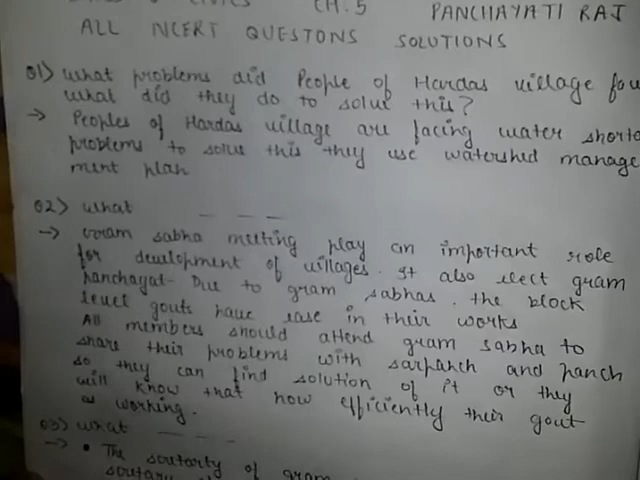 CH.5 PANCHAYATI RAJ
ALL NCERT QUESTONS SOLUTIONS
Q1) What problems did People of Hardas village
what did they do to solve this?
→ Peoples of Hardas village are facing water
problems to solve this they use watershed manage
ment plan
Q2) what _ _ _
→ Gram sabha meeting play an important role
for development of villages. It also elect gram
panchayat. Due to gram sabhas. the block
level govts have ease in their works
All members should attend gram sabha to
share their problems with sarpanch and panch
so they can find solution of it or they
will know that how efficiently their govt
is working.
Q3) what _ _ _
→ • The of gram